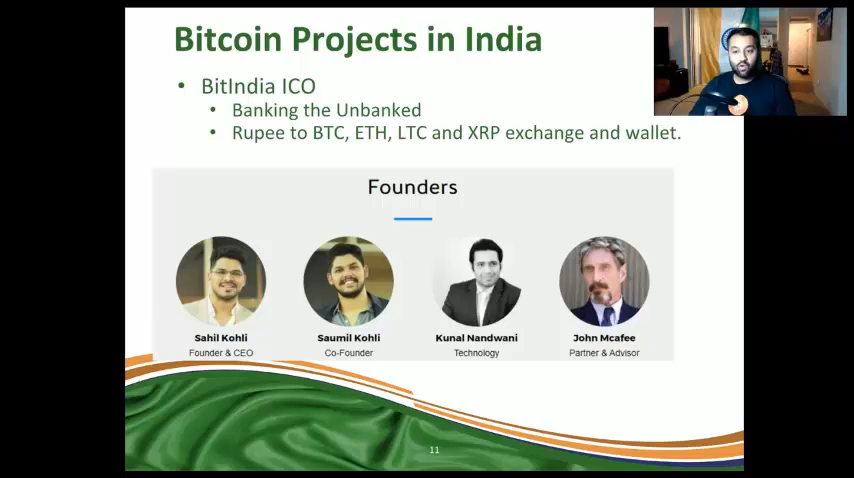 Bitcoin Projects in India
• BitIndia ICO
• Banking the Unbanked
• Rupee to BTC, ETH, LTC and XRP exchange and wallet.
Founders
Sahil Kohli
Founder & CEO
Saumil Kohli
Co-Founder
Kunal Nandwani
Technology
John Mcafee
Partner & Advisor
11